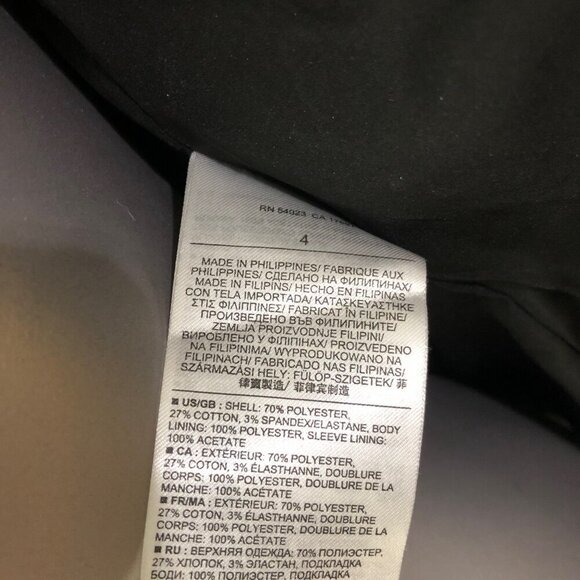 RN 54023 CA
4
MADE IN PHILIPPINES/ FABRIQUE AUX
PHILIPPINES/ СДЕЛАНО НА ФИЛИПИНАХ/
MADE IN FILIPINS/ HECHO EN FILIPINAS
CON TELA IMPORTADA/ ΚΑΤΑΣΚΕΥΑΣΤΗΚΕ
ΣΤΙΣ ΦΙΛΙΠΠΙΝΕΣ/ FABRICAT ÎN FILIPINE/
ПРОИЗВЕДЕНО ВЪВ ФИЛИПИНИТЕ/
ZEMLJA PROIZVODNJE FILIPINI/
ВИРОБЛЕНО У ФІЛІППІНАХ/ PROIZVEDENO
NA FILIPINIMA/ WYPRODUKOWANO NA
FILIPINACH/ FABRICADO NAS FILIPINAS/
SZÁRMAZÁSI HELY: FÜLÖP-SZIGETEK/ 菲
律賓製造/ 菲律宾制造
■ US/GB : SHELL: 70% POLYESTER,
27% COTTON, 3% SPANDEX/ELASTANE, BODY
LINING: 100% POLYESTER, SLEEVE LINING:
100% ACETATE
■ CA : EXTÉRIEUR: 70% POLYESTER,
27% COTON, 3% ÉLASTHANNE, DOUBLURE
CORPS: 100% POLYESTER, DOUBLURE DE LA
MANCHE: 100% ACÉTATE
■ FR/MA : EXTÉRIEUR: 70% POLYESTER,
27% COTON, 3% ÉLASTHANNE, DOUBLURE
CORPS: 100% POLYESTER, DOUBLURE DE LA
MANCHE: 100% ACÉTATE
■ RU : ВЕРХНЯЯ ОДЕЖДА: 70% ПОЛИЭСТЕР,
27% ХЛОПОК, 3% ЭЛАСТАН, ПОДКЛАДКА
БОДИ: 100% ПОЛИЭСТЕР, ПОДКЛАДКА